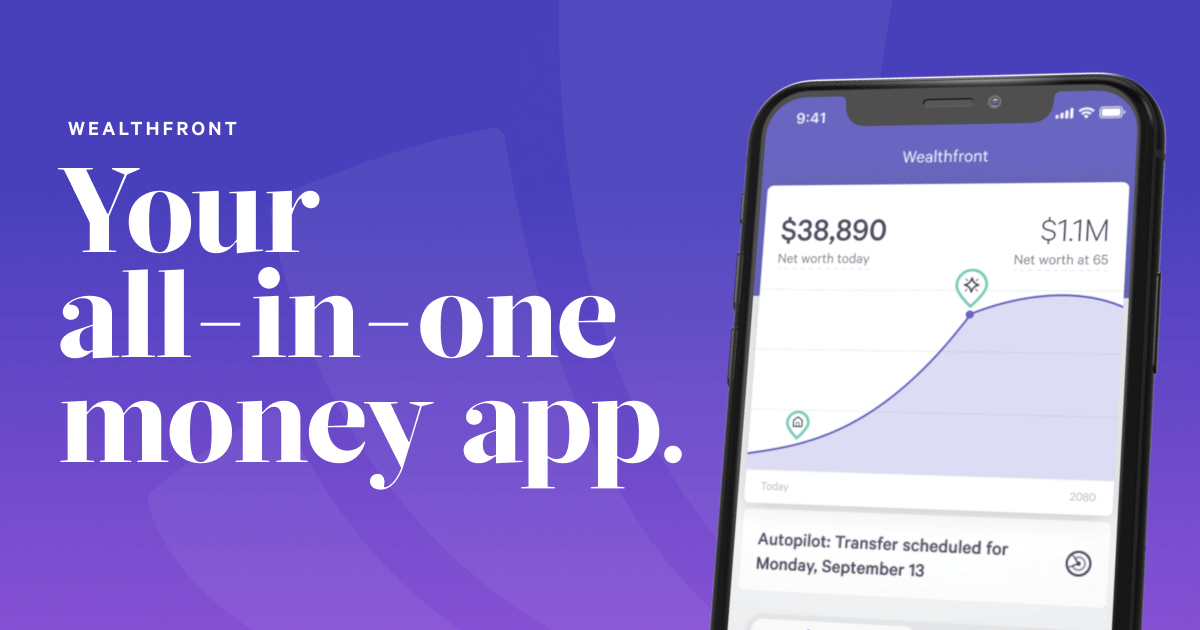 WEALTHFRONT
Your
all-in-one
money app.
9:41
Wealthfront
$38,890
Net worth today
$1.1M
Net worth at 65
Today
2080
Autopilot: Transfer scheduled for
Monday, September 13